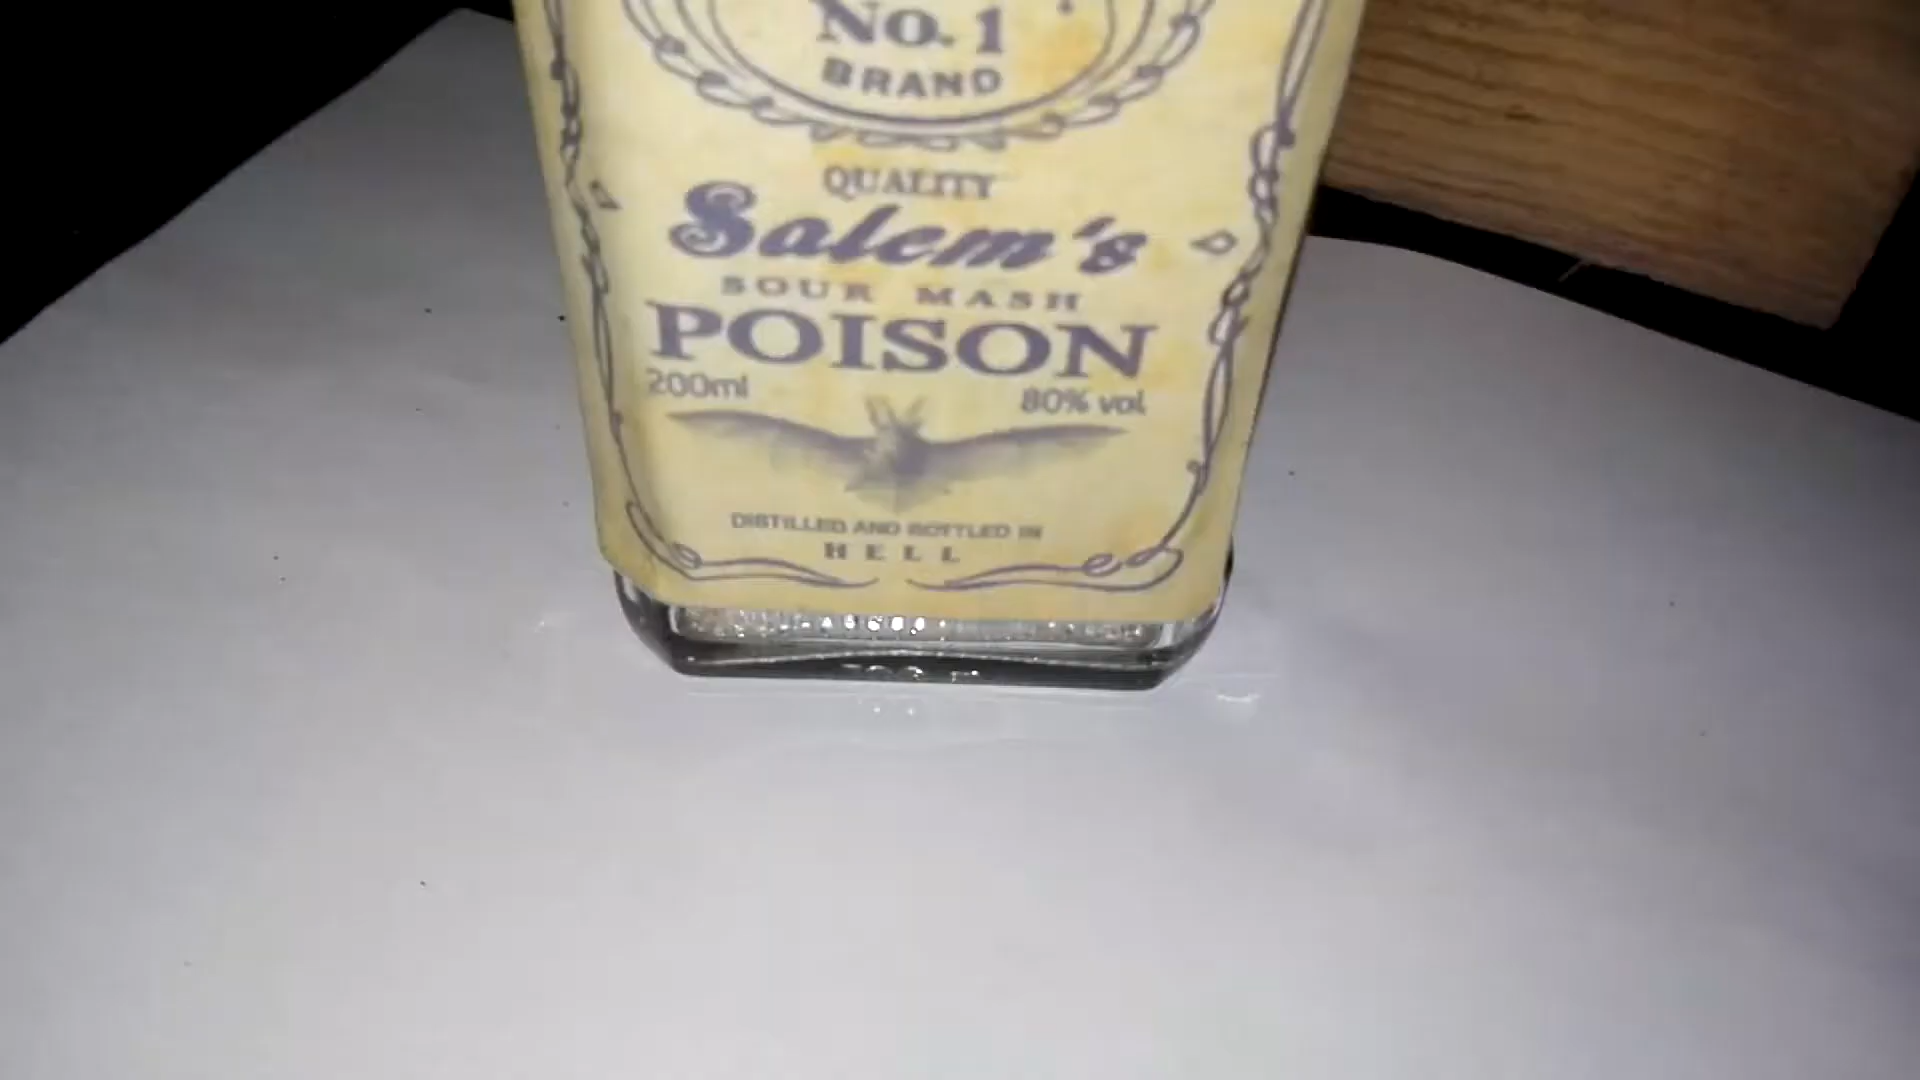 No. 1
BRAND
QUALITY
Salem's
SOUR MASH
POISON
200ml 80% vol
DISTILLED AND BOTTLED IN
HELL